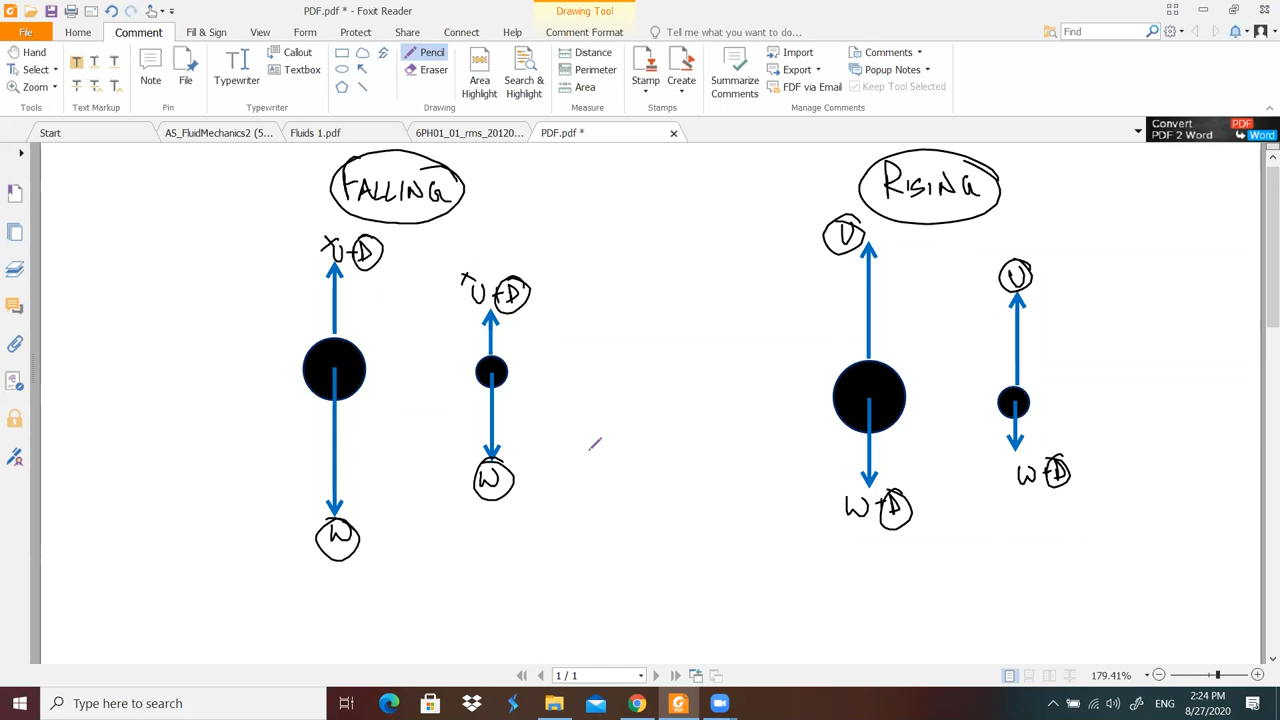 PDF.pdf * - Foxit Reader
Drawing Tool
File
Home
Comment
Fill & Sign
View
Form
Protect
Share
Connect
Help
Comment Format
Tell me what you want to do...
Find
Hand
Select
Zoom
Tools
Text Markup
Note
File
Pin
Typewriter
Callout
Textbox
Typewriter
Pencil
Eraser
Drawing
Area Highlight
Search & Highlight
Distance
Perimeter
Area
Measure
Stamp
Create
Stamps
Summarize Comments
Import
Export
FDF via Email
Comments
Popup Notes
Keep Tool Selected
Manage Comments
Start
AS_FluidMechanics2 (5...
Fluids 1.pdf
6PH01_01_rms_20120...
PDF.pdf *
Convert PDF
PDF 2 Word Word
FALLING
RISING
U+D
U+D
W
W
U
U
W+D
W+D
1 / 1
179.41%
Type here to search
ENG
2:24 PM
8/27/2020
3